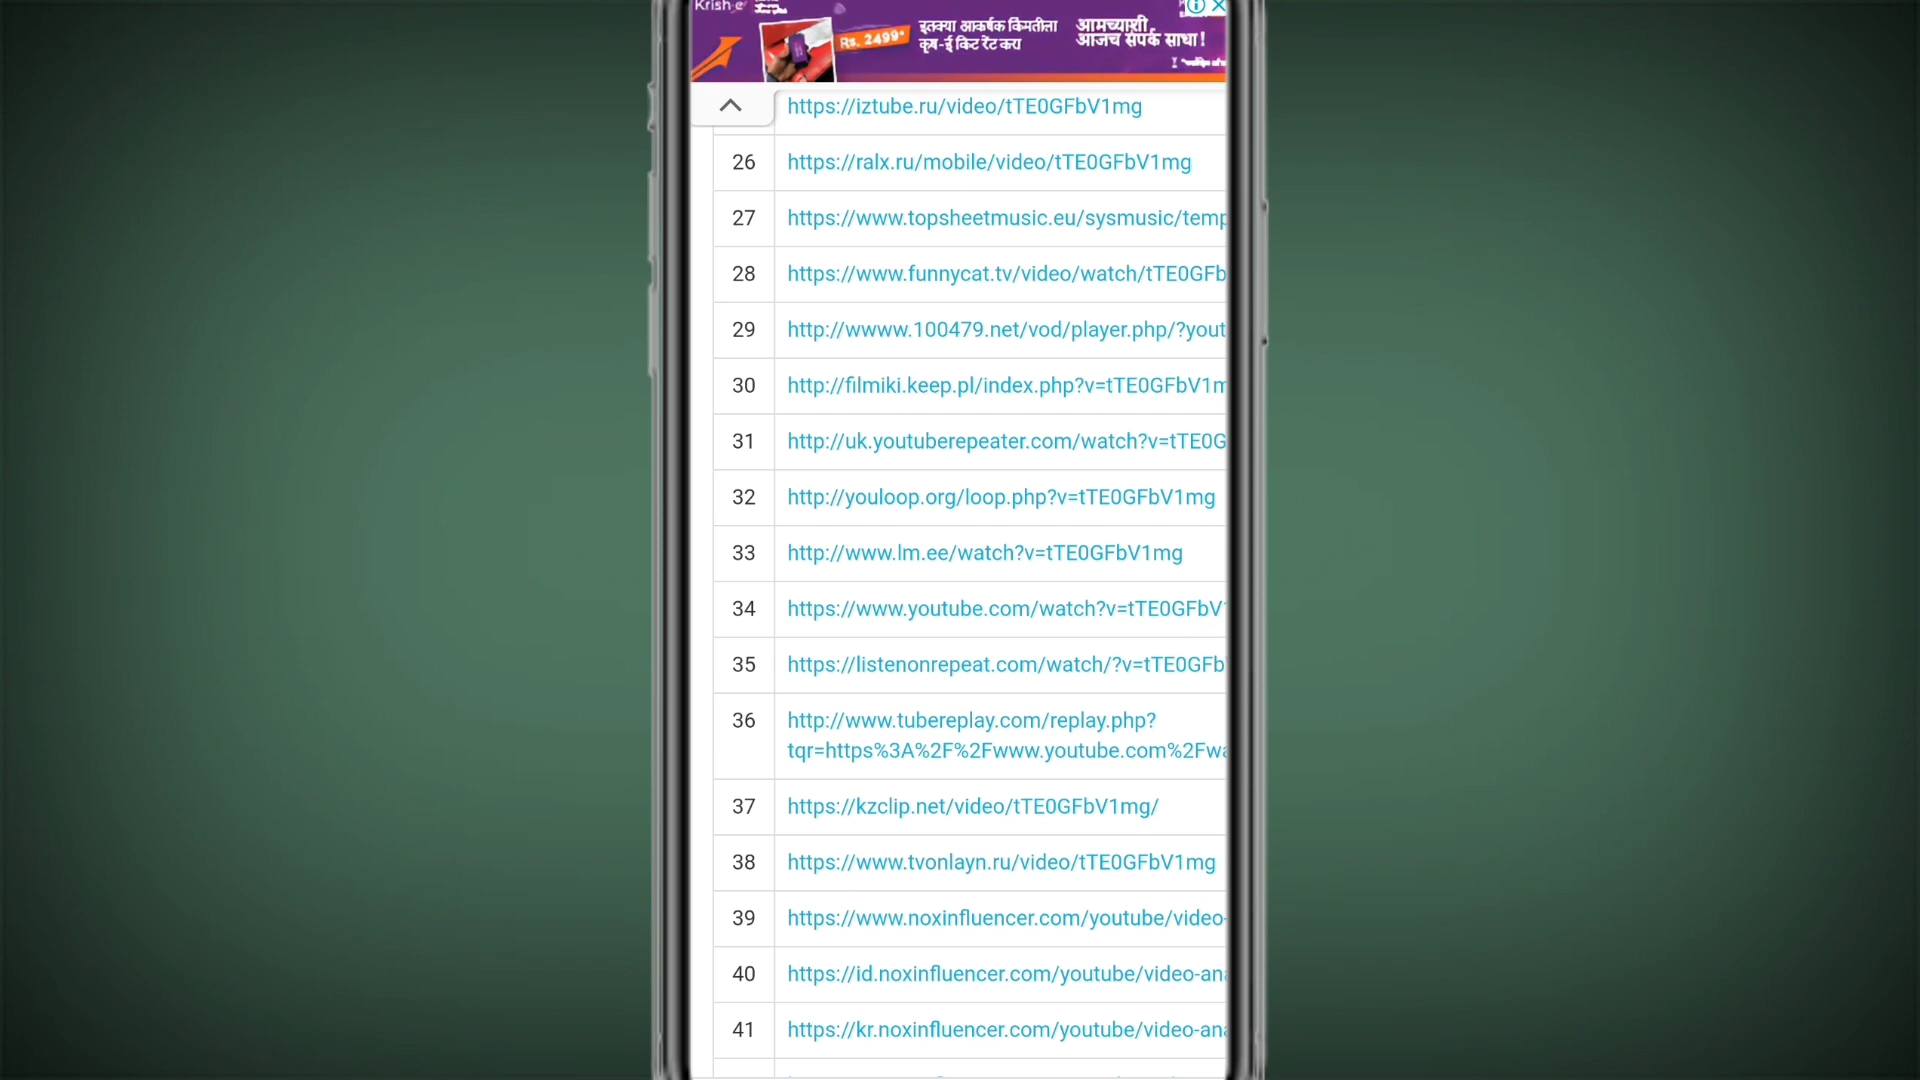 Krish-e
इतक्या आकर्षक किंमतीला
कृष-ई किट रेंट करा
Rs. 2499*
आमच्याशी
आजच संपर्क साधा!
https://iztube.ru/video/tTE0GFbV1mg
26 https://ralx.ru/mobile/video/tTE0GFbV1mg
27 https://www.topsheetmusic.eu/sysmusic/temp
28 https://www.funnycat.tv/video/watch/tTE0GFb
29 http://wwww.100479.net/vod/player.php/?yout
30 http://filmiki.keep.pl/index.php?v=tTE0GFbV1m
31 http://uk.youtuberepeater.com/watch?v=tTE0G
32 http://youloop.org/loop.php?v=tTE0GFbV1mg
33 http://www.lm.ee/watch?v=tTE0GFbV1mg
34 https://www.youtube.com/watch?v=tTE0GFbV1
35 https://listenonrepeat.com/watch/?v=tTE0GFb
36 http://www.tubereplay.com/replay.php?
tqr=https%3A%2F%2Fwww.youtube.com%2Fwa
37 https://kzclip.net/video/tTE0GFbV1mg/
38 https://www.tvonlayn.ru/video/tTE0GFbV1mg
39 https://www.noxinfluencer.com/youtube/video-
40 https://id.noxinfluencer.com/youtube/video-ana
41 https://kr.noxinfluencer.com/youtube/video-ana